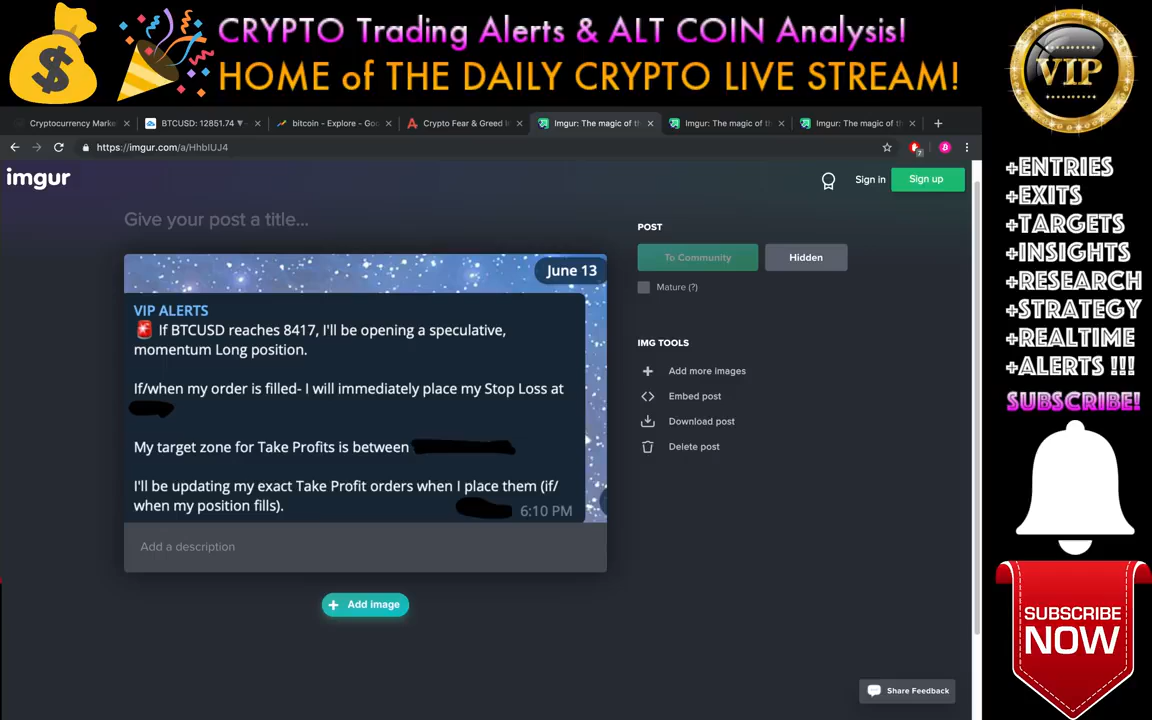 CRYPTO Trading Alerts & ALT COIN Analysis!
HOME of THE DAILY CRYPTO LIVE STREAM!
VIP
Cryptocurrency Marke
BTCUSD: 12851.74 ▼
bitcoin - Explore - Goo
Crypto Fear & Greed In
Imgur: The magic of th
Imgur: The magic of th
Imgur: The magic of th
https://imgur.com/a/HhbIUJ4
7
imgur
Sign in
Sign up
Give your post a title...
June 13
VIP ALERTS
🚨 If BTCUSD reaches 8417, I'll be opening a speculative,
momentum Long position.
If/when my order is filled- I will immediately place my Stop Loss at
My target zone for Take Profits is between
I'll be updating my exact Take Profit orders when I place them (if/
when my position fills).
6:10 PM
Add a description
+ Add image
POST
To Community
Hidden
Mature (?)
IMG TOOLS
Add more images
Embed post
Download post
Delete post
Share Feedback
+ENTRIES
+EXITS
+TARGETS
+INSIGHTS
+RESEARCH
+STRATEGY
+REALTIME
+ALERTS !!!
SUBSCRIBE!
SUBSCRIBE
NOW